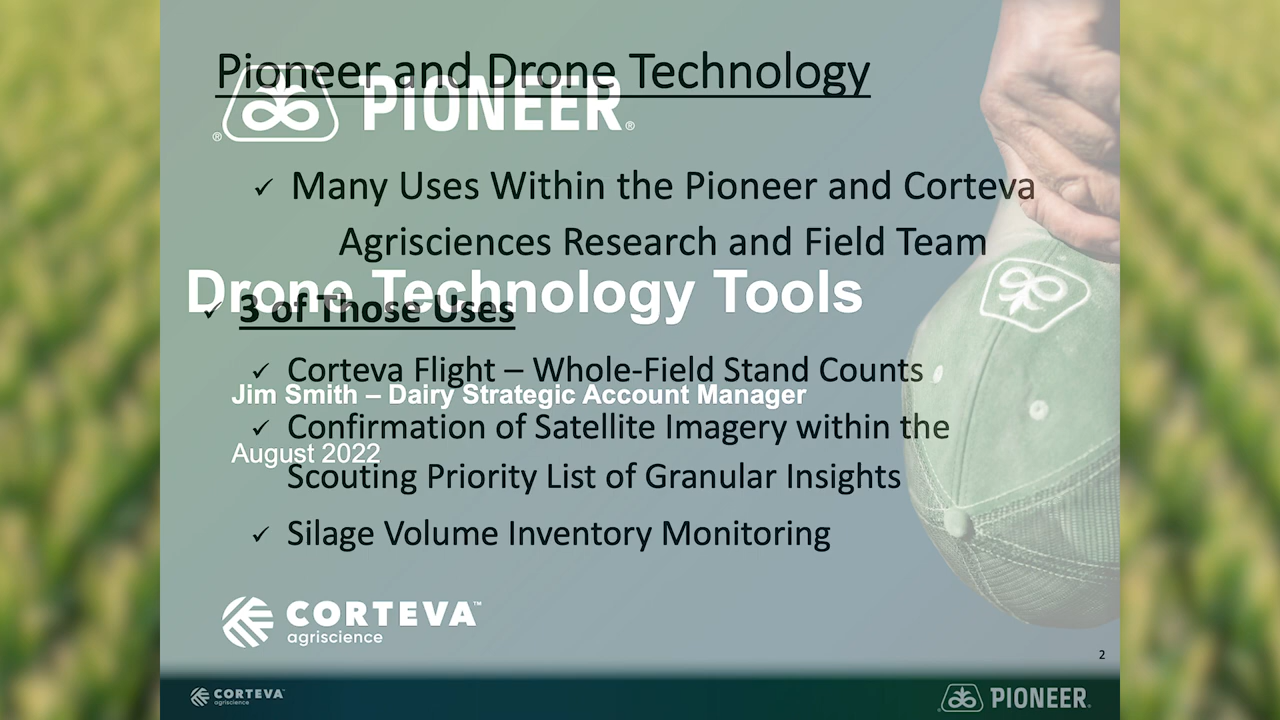 Pioneer and Drone Technology
PIONEER®
✓ Many Uses Within the Pioneer and Corteva
Agrisciences Research and Field Team
Drone Technology Tools
✓ 3 of Those Uses
✓ Corteva Flight – Whole-Field Stand Counts
Jim Smith – Dairy Strategic Account Manager
✓ Confirmation of Satellite Imagery within the
August 2022
Scouting Priority List of Granular Insights
✓ Silage Volume Inventory Monitoring
CORTEVA™
agriscience
2
CORTEVA
agriscience
PIONEER®